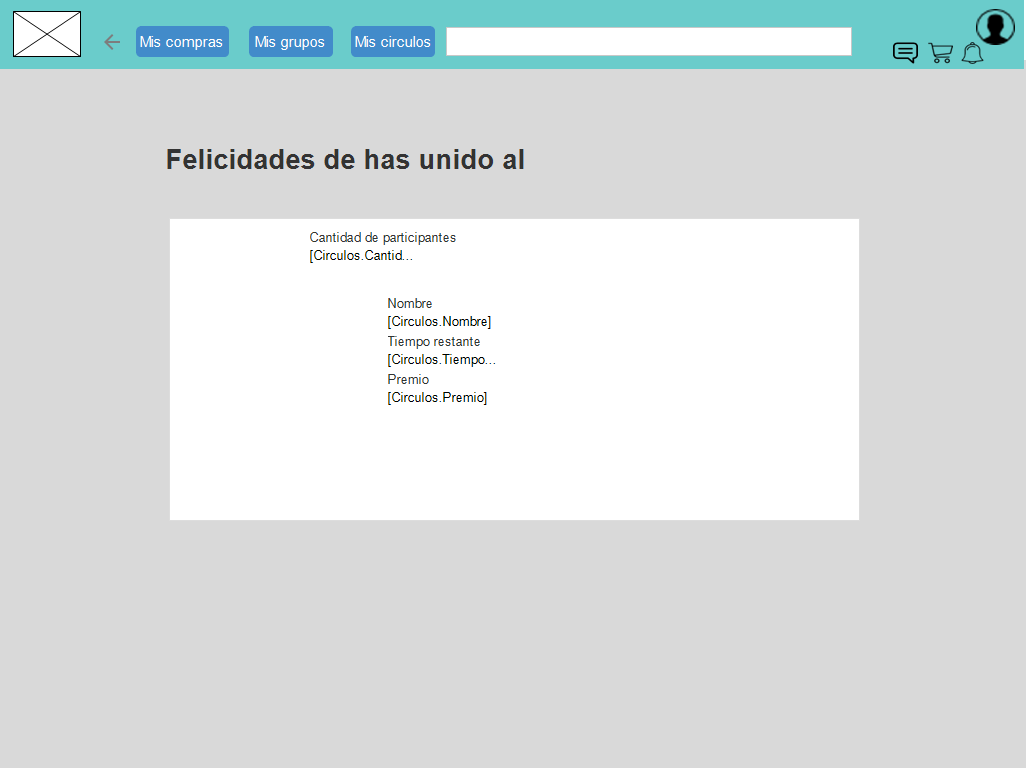 Mis compras
Mis grupos
Mis circulos
Felicidades de has unido al
Cantidad de participantes
[Circulos.Cantid...
Nombre
[Circulos.Nombre]
Tiempo restante
[Circulos.Tiempo...
Premio
[Circulos.Premio]